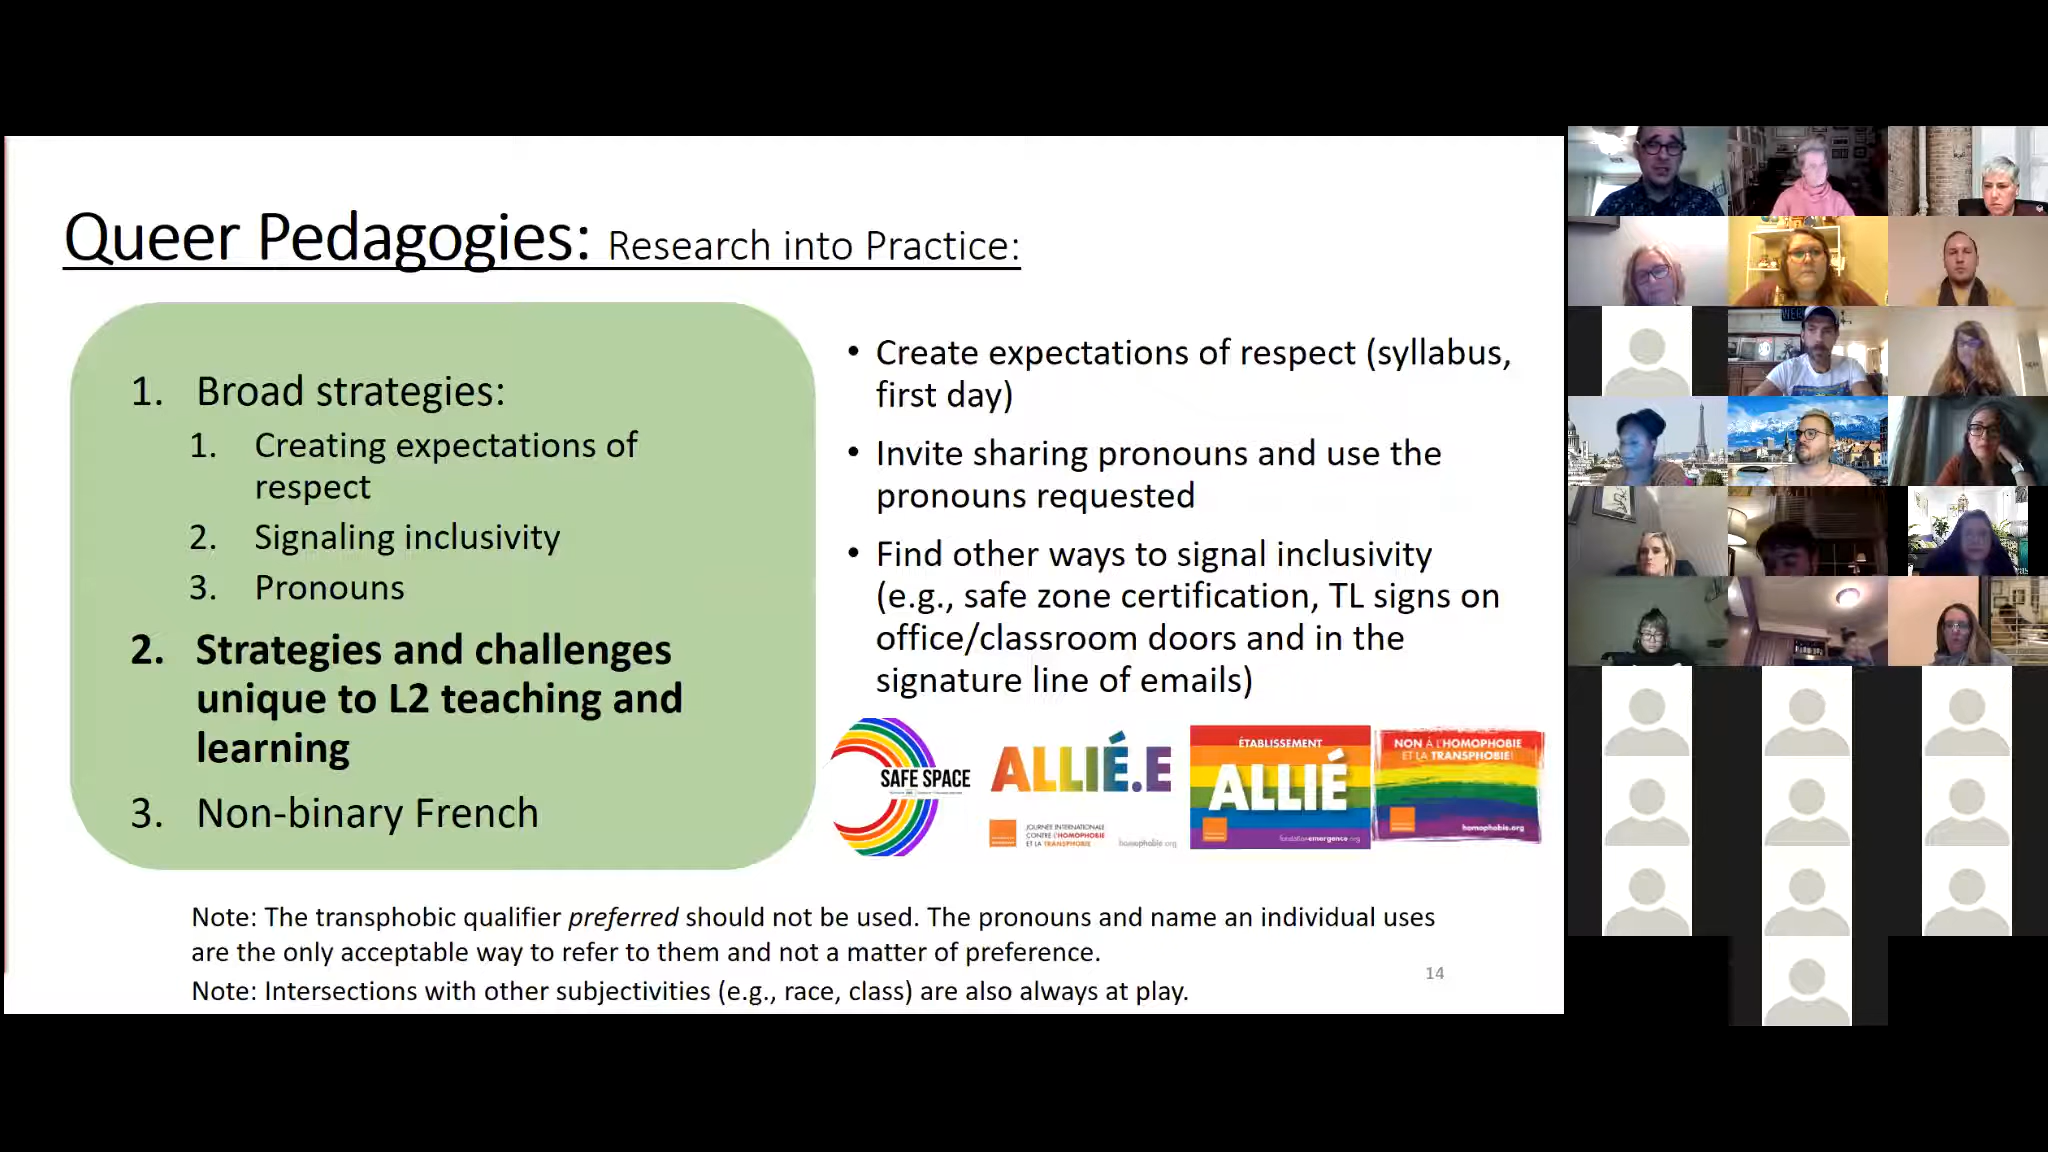 Queer Pedagogies: Research into Practice:
1. Broad strategies:
1. Creating expectations of
respect
2. Signaling inclusivity
3. Pronouns
2. Strategies and challenges
unique to L2 teaching and
learning
3. Non-binary French
• Create expectations of respect (syllabus,
first day)
• Invite sharing pronouns and use the
pronouns requested
• Find other ways to signal inclusivity
(e.g., safe zone certification, TL signs on
office/classroom doors and in the
signature line of emails)
SAFE SPACE
ALLIÉ.E
JOURNÉE INTERNATIONALE
CONTRE L'HOMOPHOBIE
ET LA TRANSPHOBIE
homophobie.org
ÉTABLISSEMENT
ALLIÉ
fondationemergence.org
NON À L'HOMOPHOBIE
ET LA TRANSPHOBIE!
homophobie.org
Note: The transphobic qualifier preferred should not be used. The pronouns and name an individual uses
are the only acceptable way to refer to them and not a matter of preference.
Note: Intersections with other subjectivities (e.g., race, class) are also always at play.
14